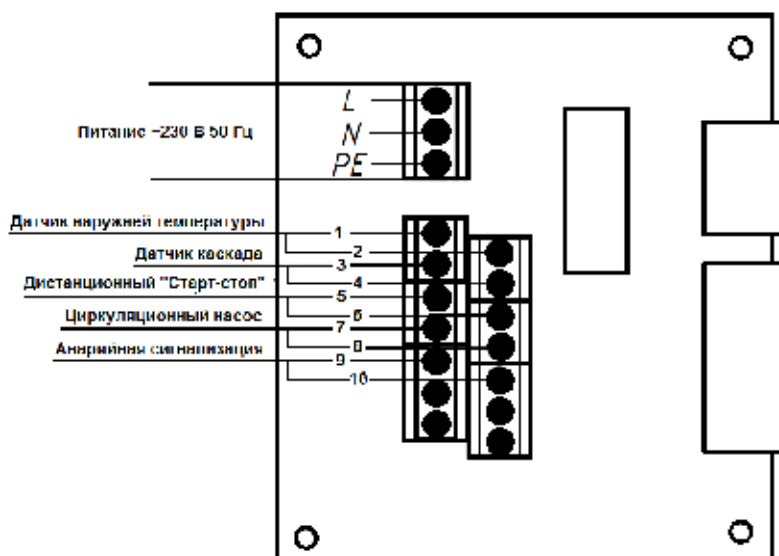 L
N
Питание ~230 В 50 Гц
PE
Датчик наружней температуры
1
2
Датчик каскада
3
4
Дистанционный "Старт-стоп"
5
6
Циркуляционный насос
7
8
Аварийная сигнализация
9
10